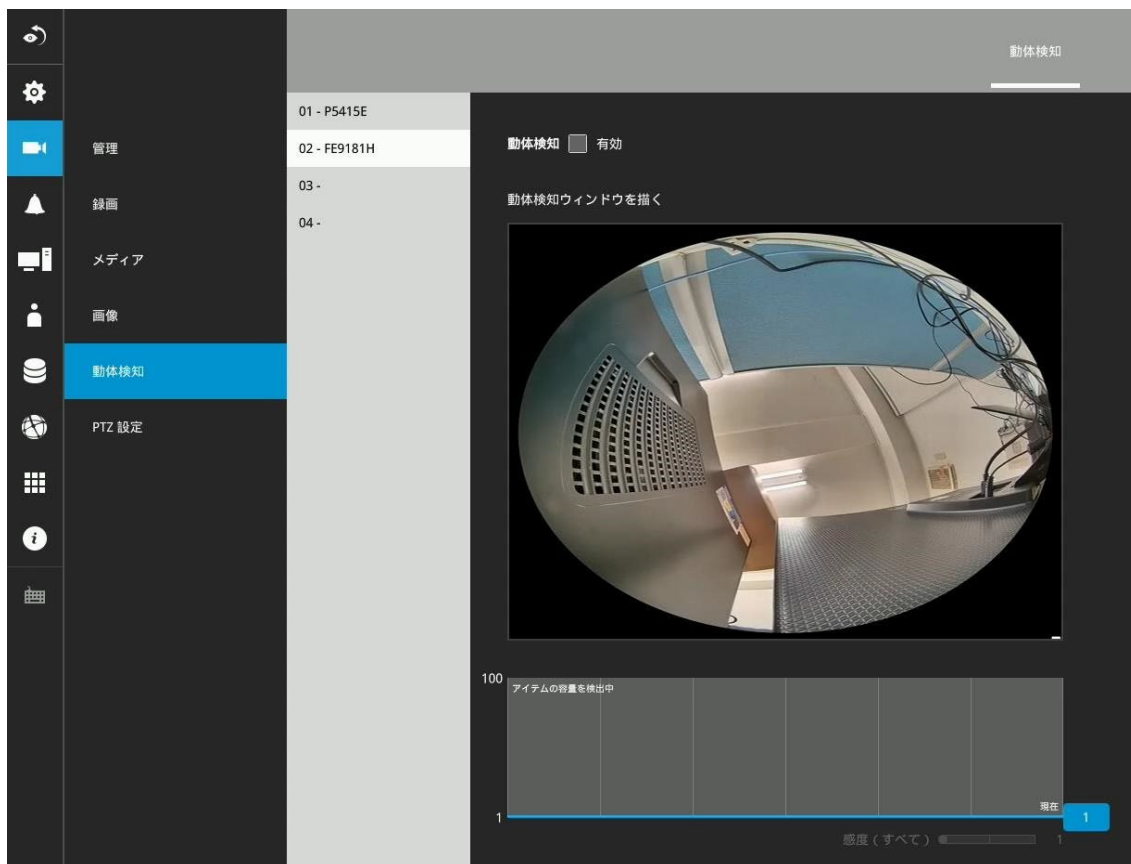 動体検知
01 - P5415E
管理
02 - FE9181H
動体検知 有効
03 -
録画
動体検知ウィンドウを描く
04 -
メディア
画像
動体検知
PTZ 設定
100
アイテムの容量を検出中
現在
1
1
感度 ( すべて ) 1